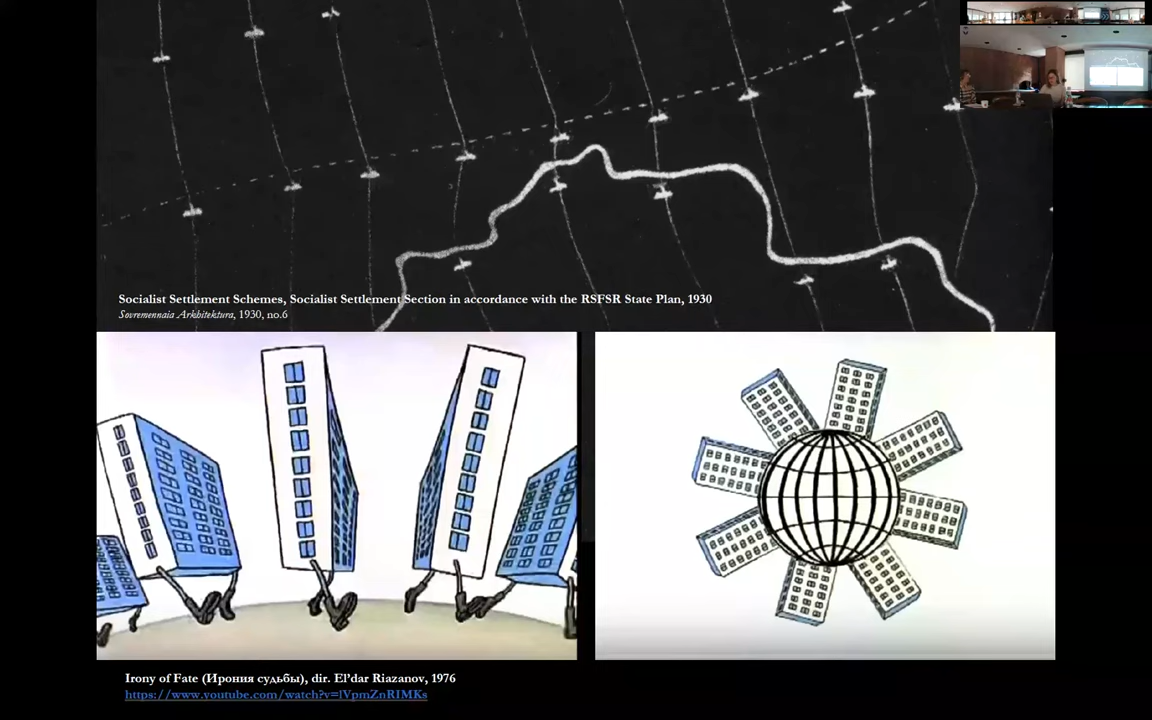 Socialist Settlement Schemes, Socialist Settlement Section in accordance with the RSFSR State Plan, 1930
Sovremennaia Arkhitektura, 1930, no.6
Irony of Fate (Ирония судьбы), dir. El'dar Riazanov, 1976
https://www.youtube.com/watch?v=lVpmZnRIMKs